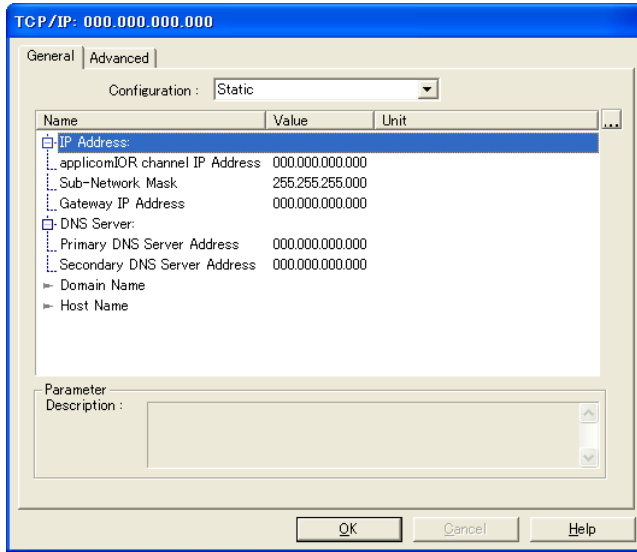 TCP/IP: 000.000.000.000
General Advanced
Configuration : Static
Name Value Unit
IP Address:
applicomIOR channel IP Address 000.000.000.000
Sub-Network Mask 255.255.255.000
Gateway IP Address 000.000.000.000
DNS Server:
Primary DNS Server Address 000.000.000.000
Secondary DNS Server Address 000.000.000.000
Domain Name
Host Name
...
Parameter
Description :
OK Cancel Help